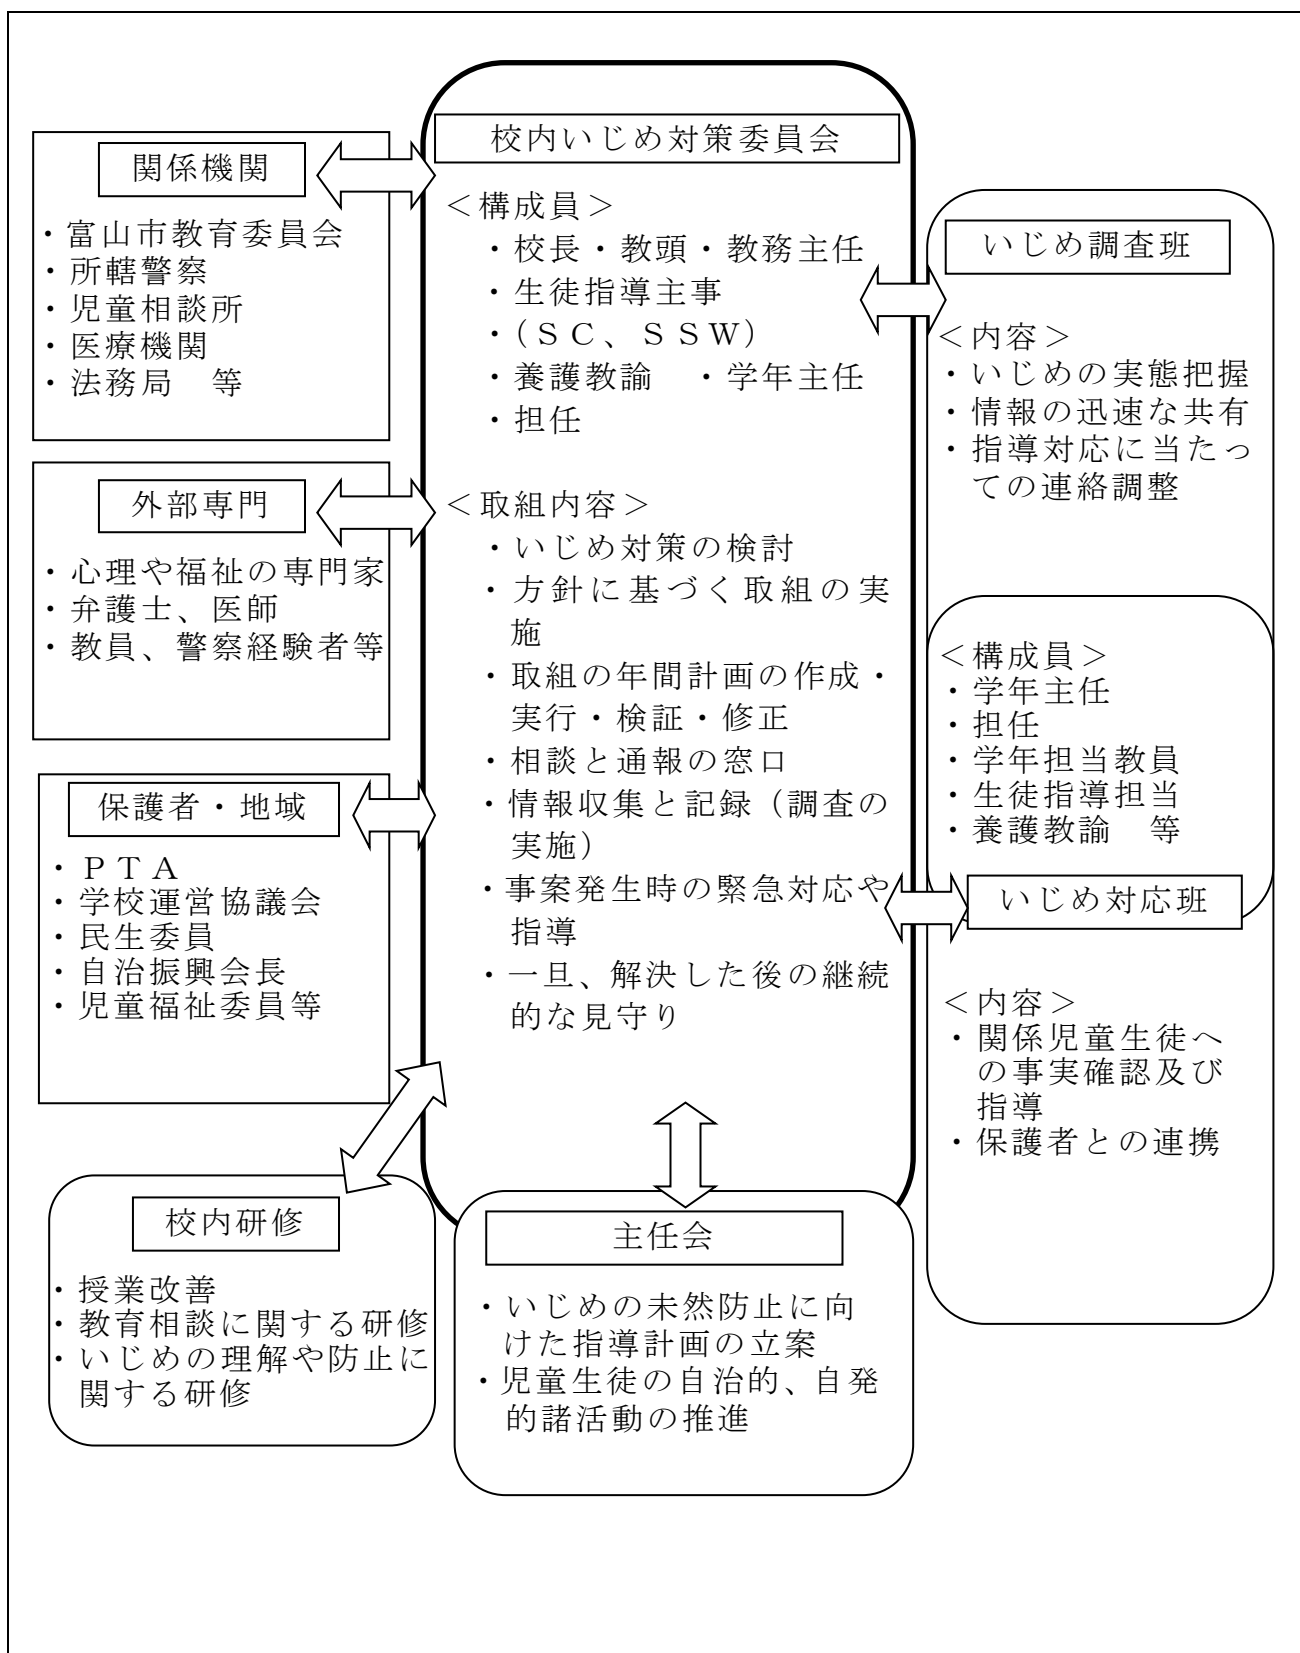 校内いじめ対策委員会
＜構成員＞
・校長・教頭・教務主任
・生徒指導主事
・（ＳＣ、ＳＳＷ）
・養護教諭　・学年主任
・担任
＜取組内容＞
・いじめ対策の検討
・方針に基づく取組の実
施
・取組の年間計画の作成・
実行・検証・修正
・相談と通報の窓口
・情報収集と記録（調査の
実施）
・事案発生時の緊急対応や
指導
・一旦、解決した後の継続
的な見守り
関係機関
・富山市教育委員会
・所轄警察
・児童相談所
・医療機関
・法務局　等
外部専門
・心理や福祉の専門家
・弁護士、医師
・教員、警察経験者等
保護者・地域
・ＰＴＡ
・学校運営協議会
・民生委員
・自治振興会長
・児童福祉委員等
校内研修
・授業改善
・教育相談に関する研修
・いじめの理解や防止に
関する研修
主任会
・いじめの未然防止に向
けた指導計画の立案
・児童生徒の自治的、自発
的諸活動の推進
いじめ調査班
＜内容＞
・いじめの実態把握
・情報の迅速な共有
・指導対応に当たっ
ての連絡調整
＜構成員＞
・学年主任
・担任
・学年担当教員
・生徒指導担当
・養護教諭　等
いじめ対応班
＜内容＞
・関係児童生徒へ
の事実確認及び
指導
・保護者との連携